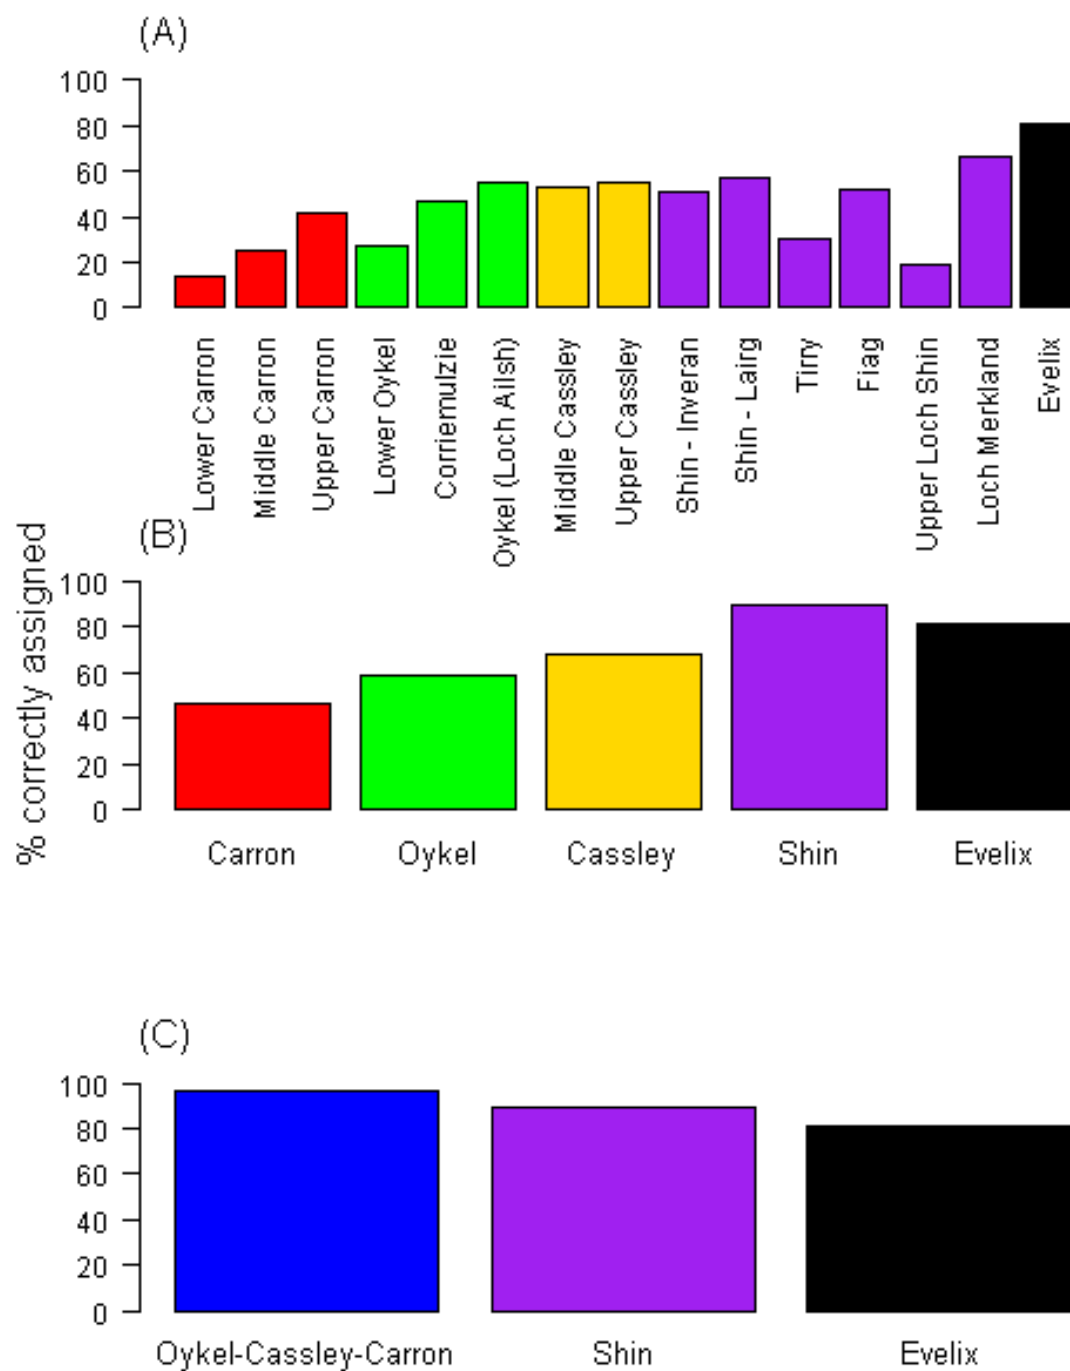 (A)
100
80
60
40
20
0
Lower Carron
Middle Carron
Upper Carron
Lower Oykel
Corriemulzie
Oykel (Loch Ailsh)
Middle Cassley
Upper Cassley
Shin - Inveran
Shin - Lairg
Tirry
Fiag
Upper Loch Shin
Loch Merkland
Evelix
% correctly assigned
(B)
100
80
60
40
20
0
Carron
Oykel
Cassley
Shin
Evelix
(C)
100
80
60
40
20
0
Oykel-Cassley-Carron
Shin
Evelix